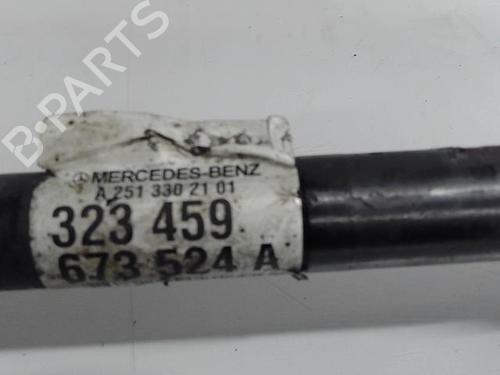 B-PARTS
MERCEDES-BENZ
A 251 330 21 01
323 459
673 524 A